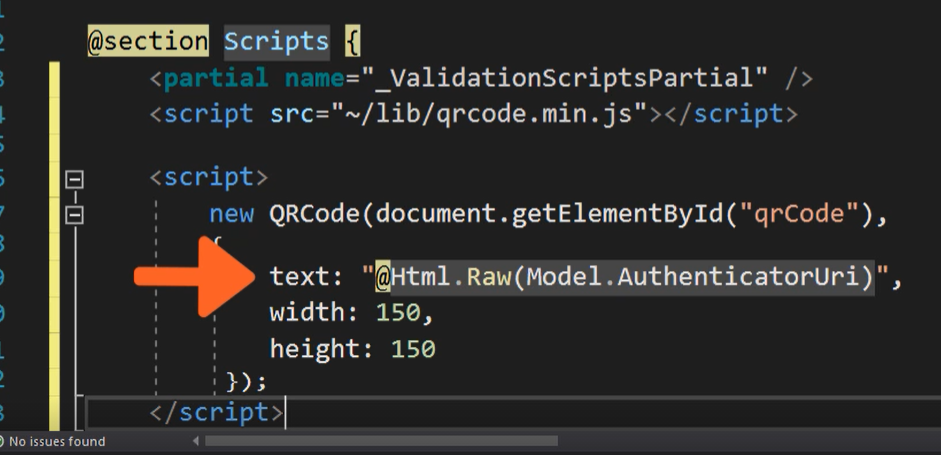 @section Scripts {
<partial name="_ValidationScriptsPartial" />
<script src="~/lib/qrcode.min.js"></script>
<script>
new QRCode(document.getElementById("qrCode"),
{
text: "@Html.Raw(Model.AuthenticatorUri)",
width: 150,
height: 150
});
</script>
No issues found